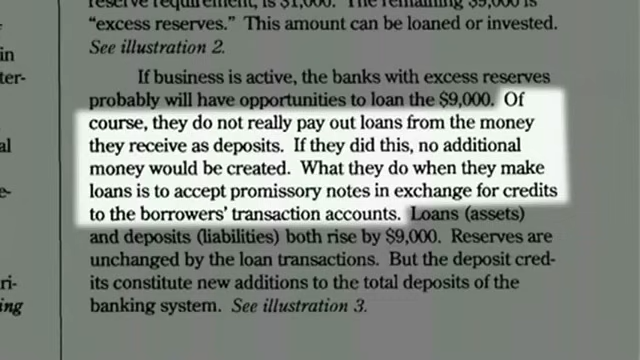 reserve requirement, is $1,000. The remaining $9,000 is
“excess reserves.” This amount can be loaned or invested.
See illustration 2.
If business is active, the banks with excess reserves
probably will have opportunities to loan the $9,000. Of
course, they do not really pay out loans from the money
they receive as deposits. If they did this, no additional
money would be created. What they do when they make
loans is to accept promissory notes in exchange for credits
to the borrowers’ transaction accounts. Loans (assets)
and deposits (liabilities) both rise by $9,000. Reserves are
unchanged by the loan transactions. But the deposit cred-
its constitute new additions to the total deposits of the
banking system. See illustration 3.
in
ter-
al
e-
ri-
ing